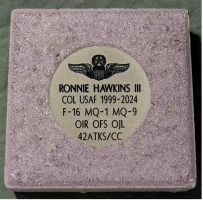 RONNIE HAWKINS III
COL USAF 1999-2024
F-16 MQ-1 MQ-9
OIR OFS OJL
42ATKS/CC